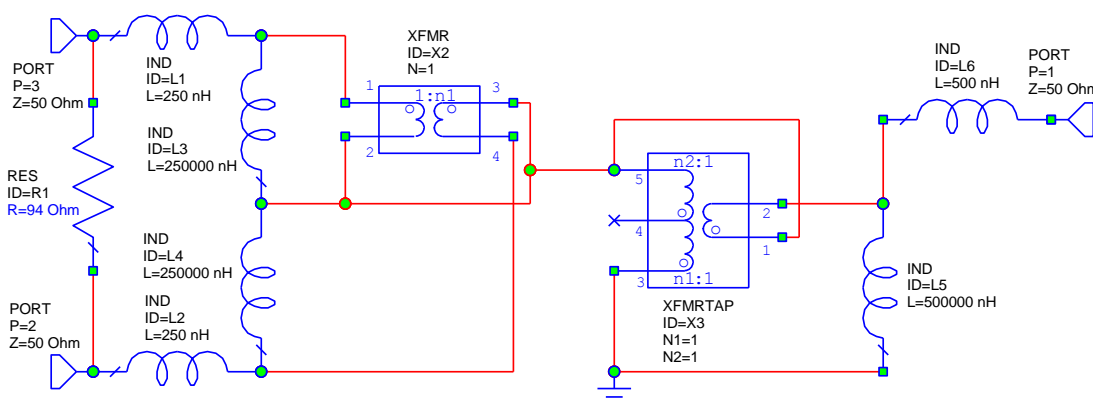 PORT
P=3
Z=50 Ohm
IND
ID=L1
L=250 nH
IND
ID=L3
L=250000 nH
RES
ID=R1
R=94 Ohm
IND
ID=L4
L=250000 nH
IND
ID=L2
L=250 nH
PORT
P=2
Z=50 Ohm
XFMR
ID=X2
N=1
1
1:n1
3
2
4
n2:1
5
4
3
n1:1
2
1
XFMRTAP
ID=X3
N1=1
N2=1
IND
ID=L6
L=500 nH
PORT
P=1
Z=50 Ohm
IND
ID=L5
L=500000 nH